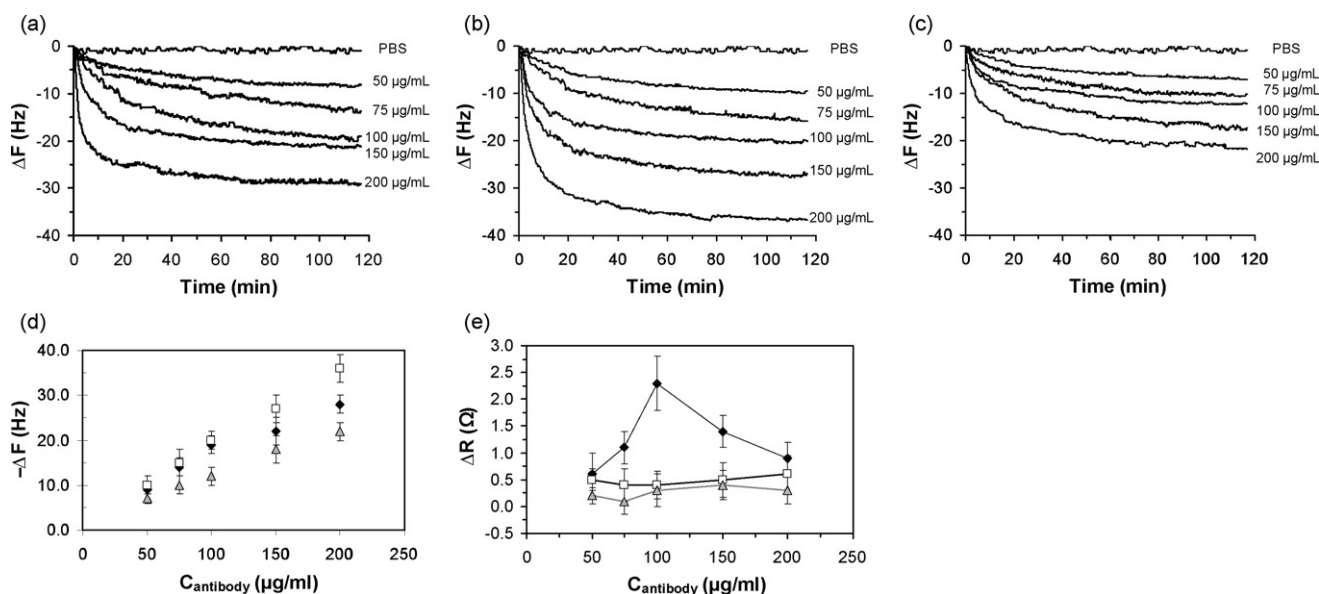 (a)
0
-10
-20
-30
-40
ΔF (Hz)
0 20 40 60 80 100 120
Time (min)
PBS
50 µg/mL
75 µg/mL
100 µg/mL
150 µg/mL
200 µg/mL
(b)
0
-10
-20
-30
-40
ΔF (Hz)
0 20 40 60 80 100 120
Time (min)
PBS
50 µg/mL
75 µg/mL
100 µg/mL
150 µg/mL
200 µg/mL
(c)
0
-10
-20
-30
-40
ΔF (Hz)
0 20 40 60 80 100 120
Time (min)
PBS
50 µg/mL
75 µg/mL
100 µg/mL
150 µg/mL
200 µg/mL
(d)
40.0
30.0
20.0
10.0
0.0
–ΔF (Hz)
0 50 100 150 200 250
Cantibody (µg/ml)
(e)
3.0
2.5
2.0
1.5
1.0
0.5
0.0
-0.5
ΔR (Ω)
0 50 100 150 200 250
Cantibody (µg/ml)